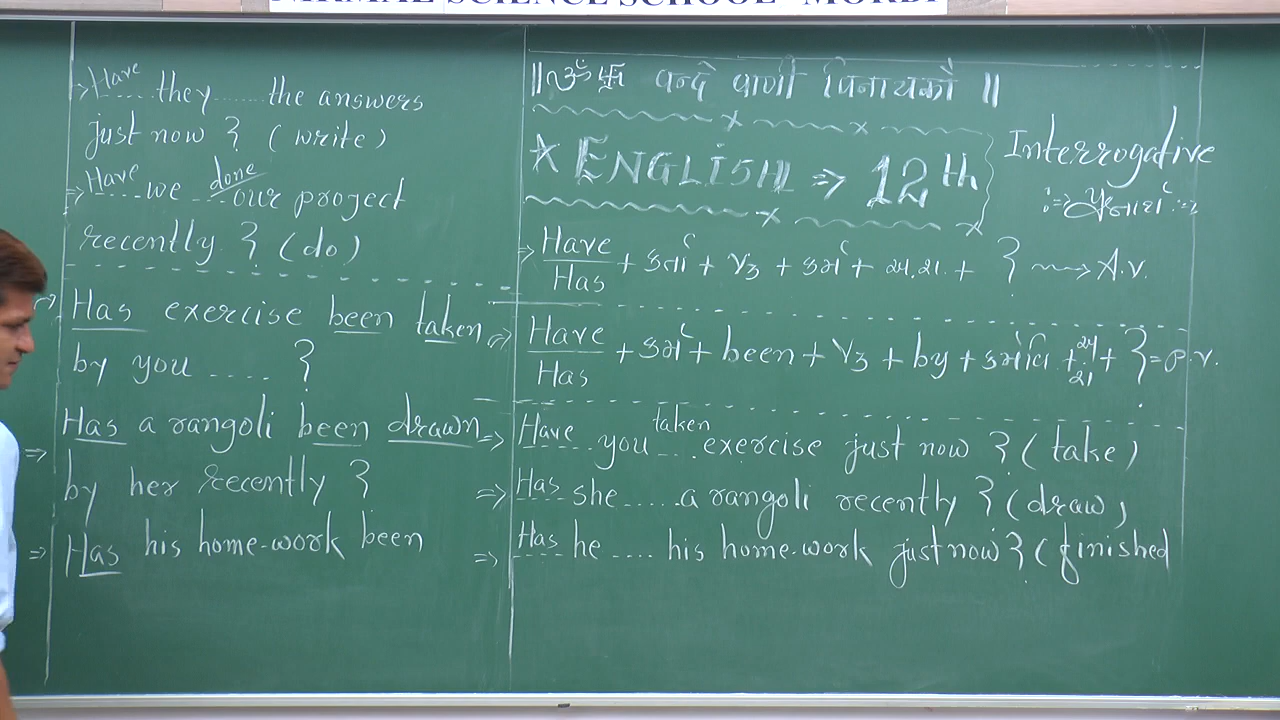 NIRMAL SCIENCE SCHOOL - MORBI
⇒ Have they ...... the answers
just now ? ( write )
⇒ Have we done our project
recently ? ( do )
⇒ Has exercise been taken
by you .... ?
⇒ Has a rangoli been drawn
by her recently ?
⇒ Has his home-work been
॥ ॐ 卐 वन्दे वाणी विनायकौ ॥
* ENGLISH ⇒ 12th
Interrogative
⇒ Have/Has + કર્તા + V3 + કર્મ + સ્થ.સ. + ? → A.V.
⇒ Have/Has + કર્મ + been + V3 + by + કર્મણિ + + ? = P.V.
⇒ Have you taken exercise just now ? ( take )
⇒ Has she ..... a rangoli recently ? ( draw )
⇒ Has he .... his home-work just now ? ( finished